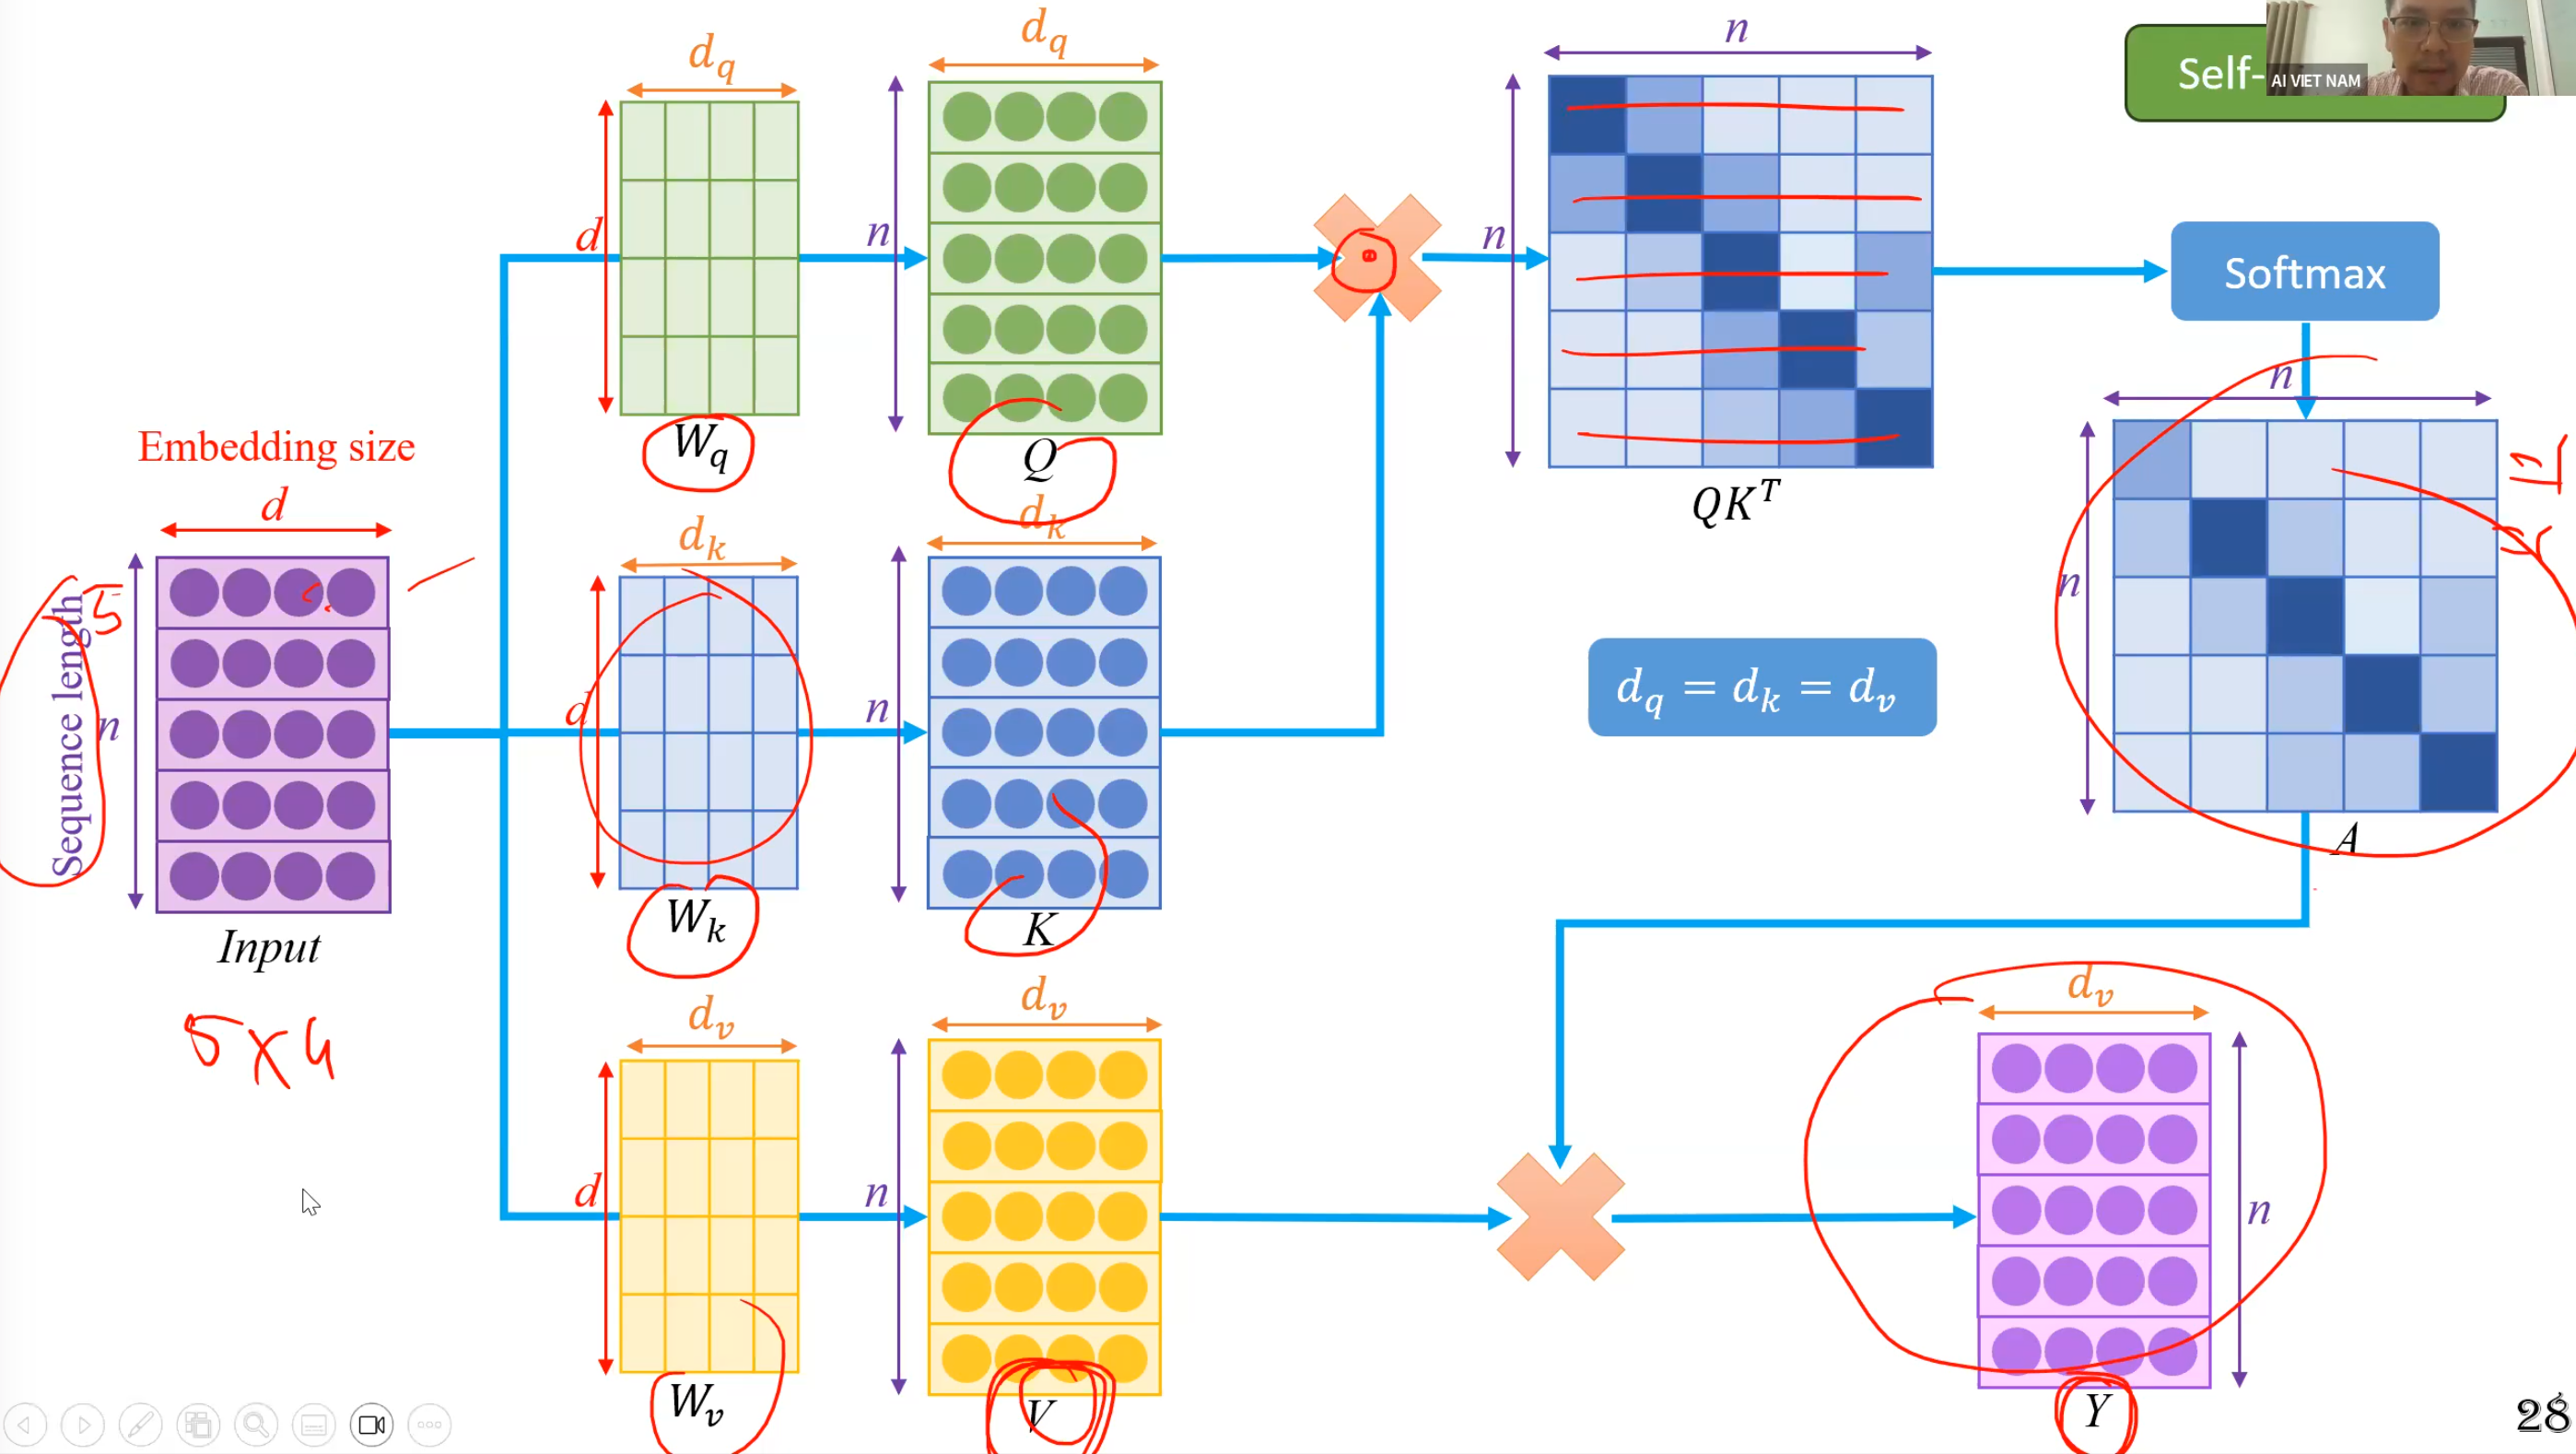 d_q
d_q
n
Self-
AI VIET NAM
d
n
n
Softmax
W_q
Q
QK^T
n
Embedding size
d
d_k
d_k
n
5
Sequence length
n
d
n
d_q = d_k = d_v
Input
W_k
K
A
5x4
d_v
d_v
d_v
d
n
n
W_v
V
Y
28